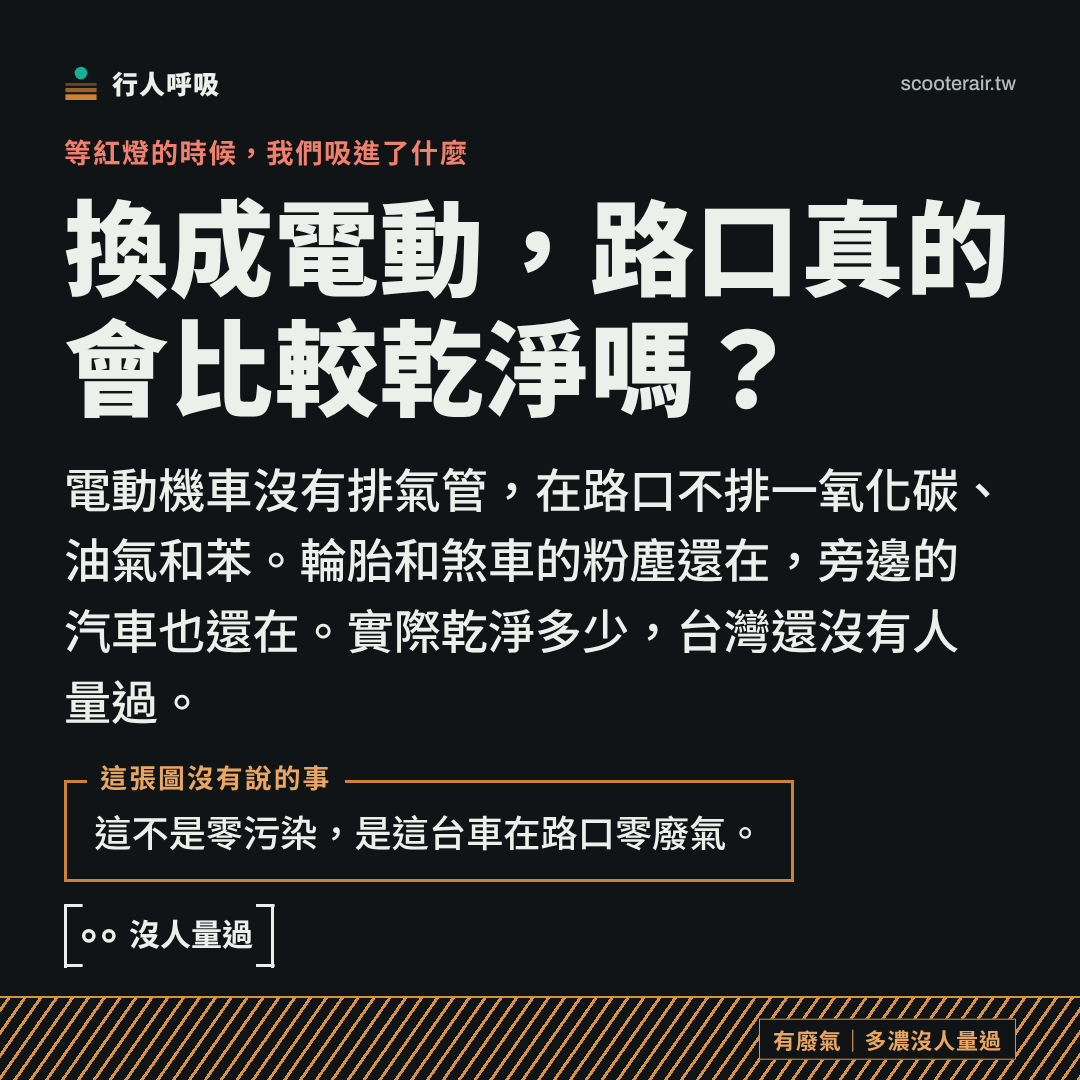 行人呼吸
scooterair.tw
等紅燈的時候，我們吸進了什麼
換成電動，路口真的
會比較乾淨嗎？
電動機車沒有排氣管，在路口不排一氧化碳、
油氣和苯。輪胎和煞車的粉塵還在，旁邊的
汽車也還在。實際乾淨多少，台灣還沒有人
量過。
這張圖沒有說的事
這不是零污染，是這台車在路口零廢氣。
沒人量過
有廢氣｜多濃沒人量過